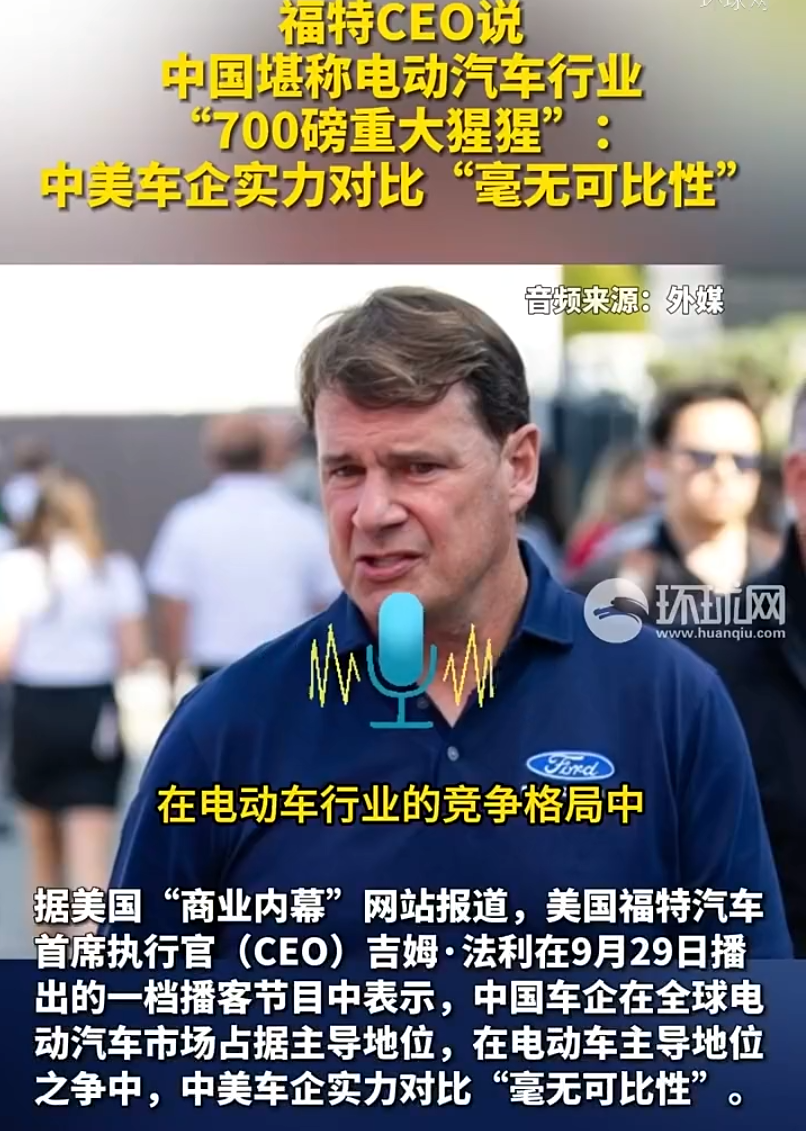 环球网
福特CEO说
中国堪称电动汽车行业
“700磅重大猩猩”：
中美车企实力对比“毫无可比性”
音频来源：外媒
环球网
www.huanqiu.com
Ford
在电动车行业的竞争格局中
据美国“商业内幕”网站报道，美国福特汽车
首席执行官（CEO）吉姆·法利在9月29日播
出的一档播客节目中表示，中国车企在全球电
动汽车市场占据主导地位，在电动车主导地位
之争中，中美车企实力对比“毫无可比性”。